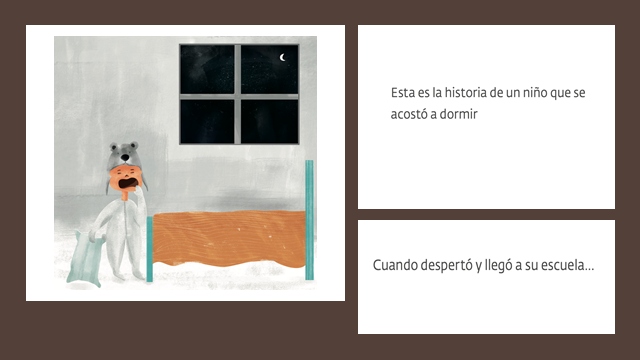 Esta es la historia de un niño que se
acostó a dormir
Cuando despertó y llegó a su escuela...